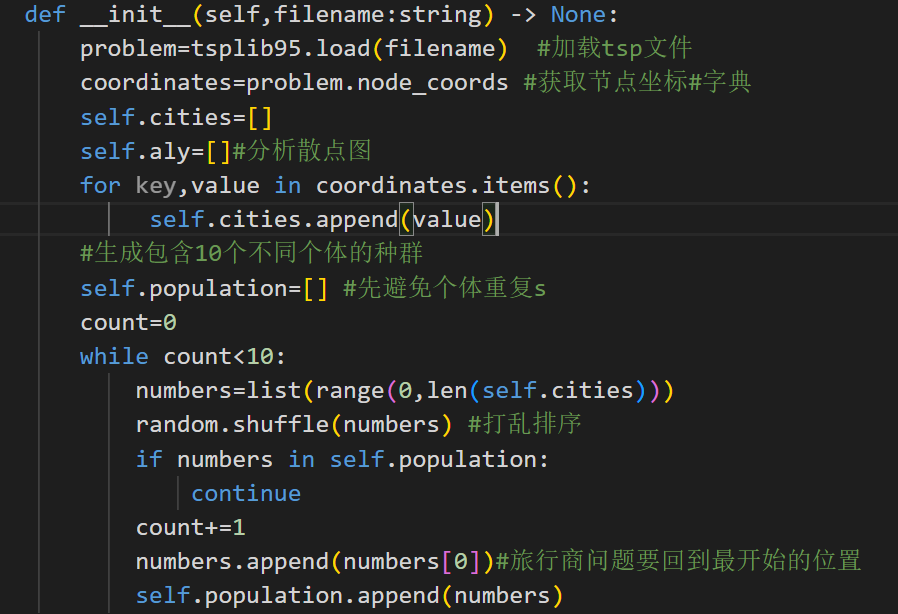 def __init__(self,filename:string) -> None:
problem=tsplib95.load(filename)  #加载tsp文件
coordinates=problem.node_coords #获取节点坐标#字典
self.cities=[]
self.aly=[]#分析散点图
for key,value in coordinates.items():
self.cities.append(value)
#生成包含10个不同个体的种群
self.population=[] #先避免个体重复s
count=0
while count<10:
numbers=list(range(0,len(self.cities)))
random.shuffle(numbers) #打乱排序
if numbers in self.population:
continue
count+=1
numbers.append(numbers[0])#旅行商问题要回到最开始的位置
self.population.append(numbers)